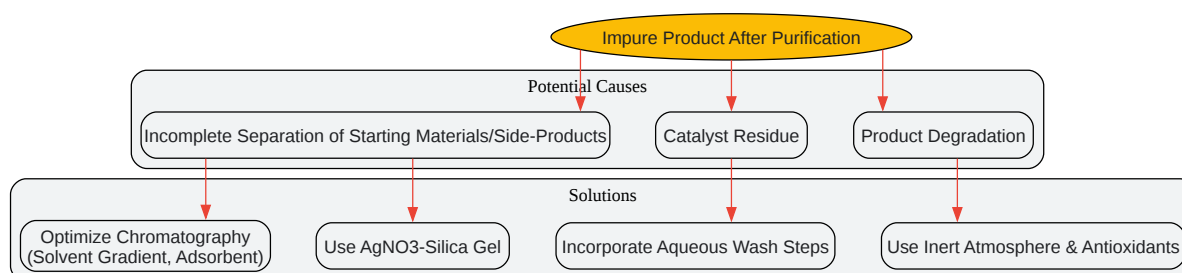 Impure Product After Purification
Potential Causes
Incomplete Separation of Starting Materials/Side-Products
Catalyst Residue
Product Degradation
Solutions
Optimize Chromatography
(Solvent Gradient, Adsorbent)
Use AgNO3-Silica Gel
Incorporate Aqueous Wash Steps
Use Inert Atmosphere & Antioxidants